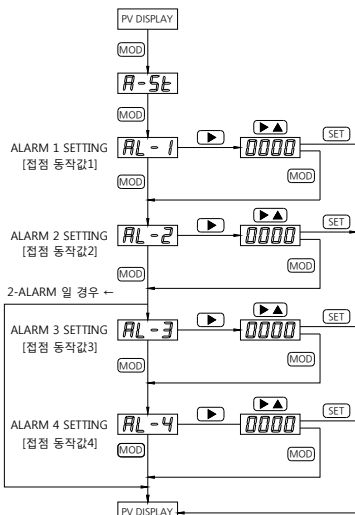 PV DISPLAY
MOD
A-St
MOD
ALARM 1 SETTING
[접점 동작값1]
AL-1
▶
▶▲
0000
SET
MOD
MOD
ALARM 2 SETTING
[접점 동작값2]
AL-2
▶
▶▲
0000
SET
MOD
MOD
2-ALARM 일 경우 ←
ALARM 3 SETTING
[접점 동작값3]
AL-3
▶
▶▲
0000
SET
MOD
MOD
ALARM 4 SETTING
[접점 동작값4]
AL-4
▶
▶▲
0000
SET
MOD
MOD
PV DISPLAY